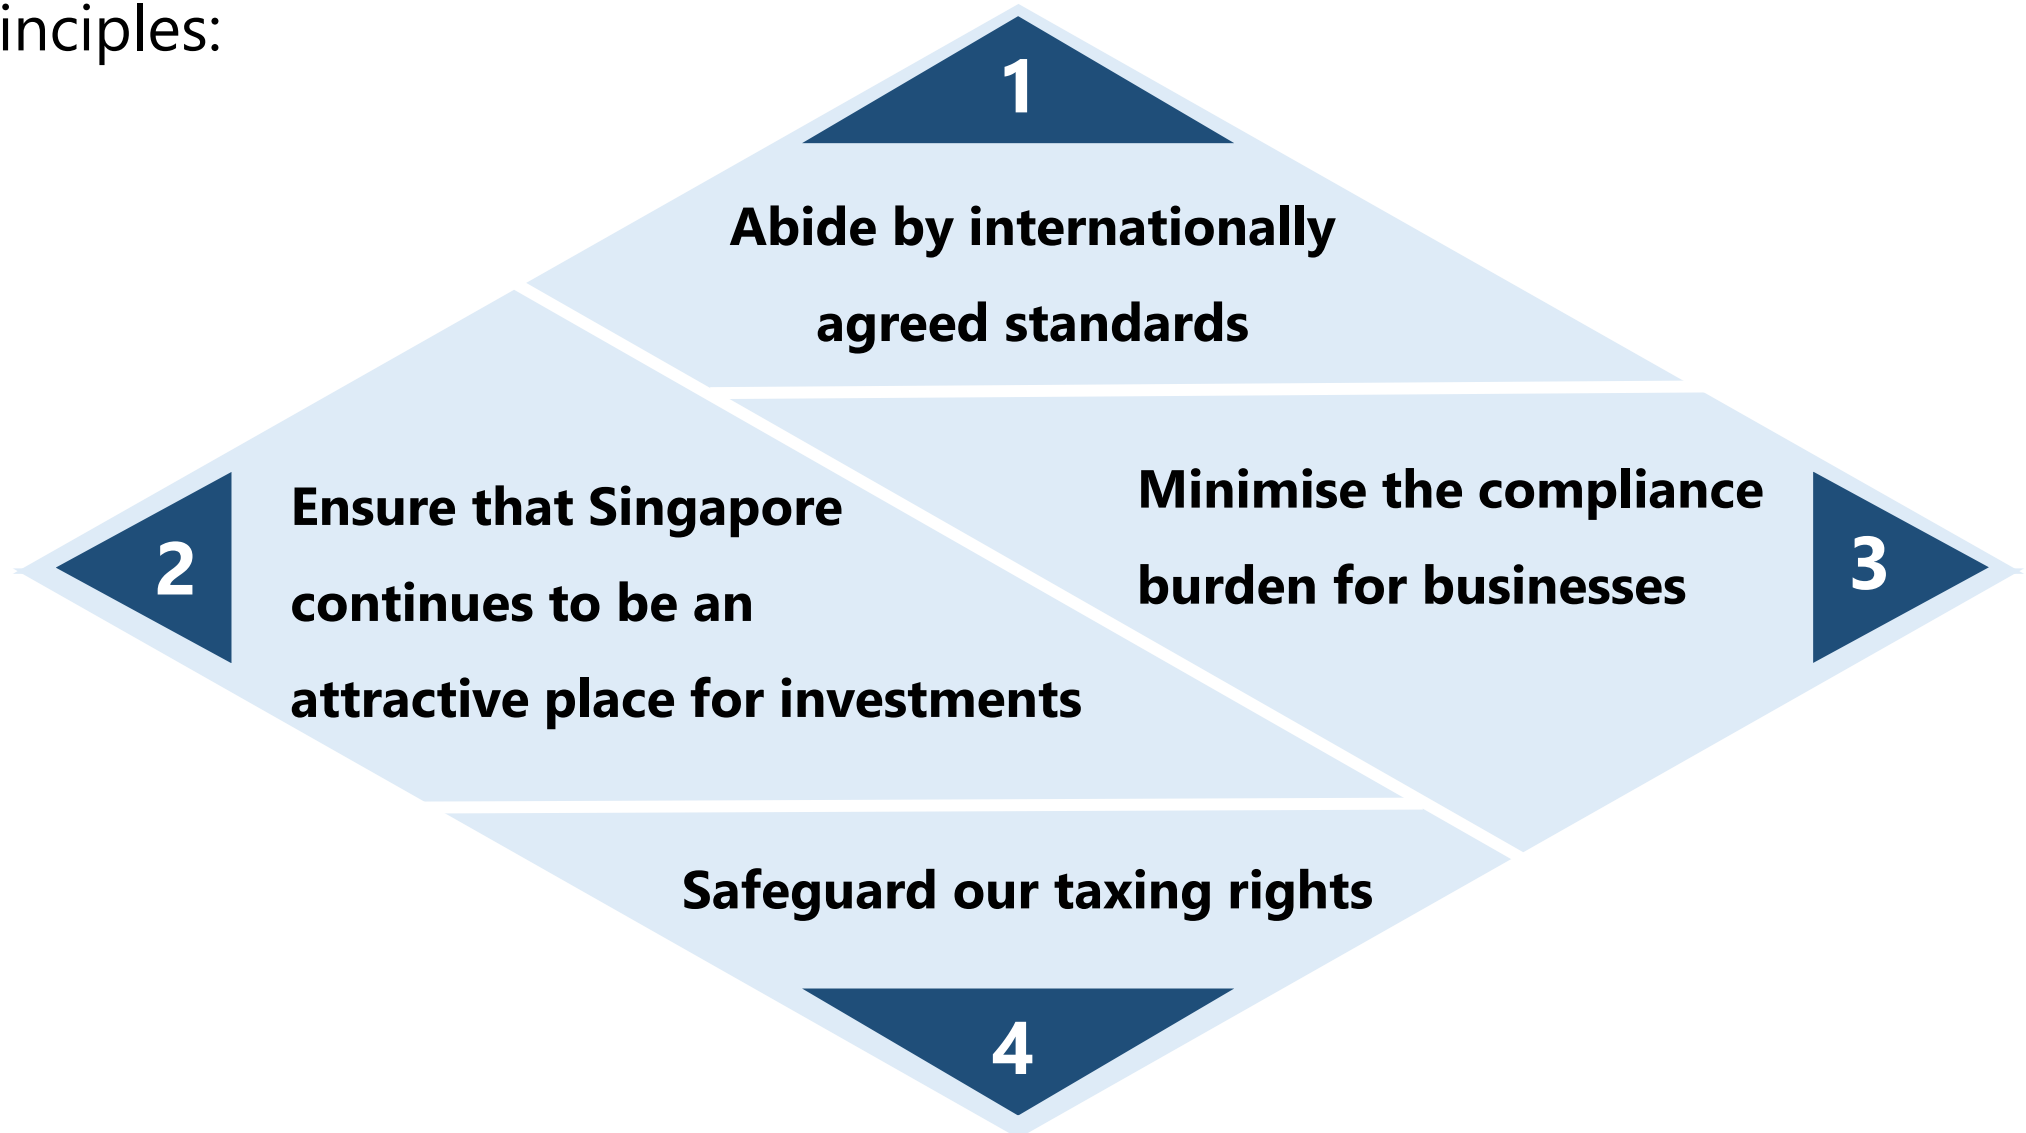 inciples:
1
Abide by internationally
agreed standards
2
Ensure that Singapore
continues to be an
attractive place for investments
Minimise the compliance
burden for businesses
3
Safeguard our taxing rights
4